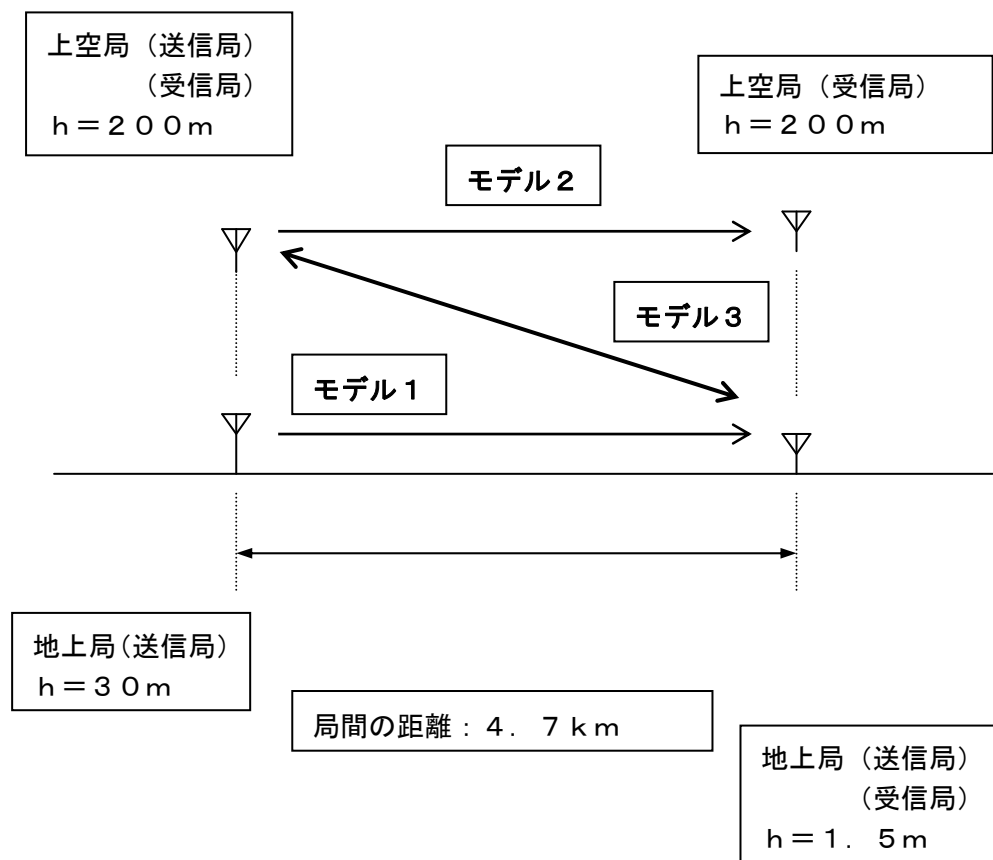 上空局（送信局）
（受信局）
ｈ＝２００ｍ
上空局（受信局）
ｈ＝２００ｍ
モデル２
モデル３
モデル１
地上局（送信局）
ｈ＝３０ｍ
局間の距離：４．７ｋｍ
地上局（送信局）
（受信局）
ｈ＝１．５ｍ